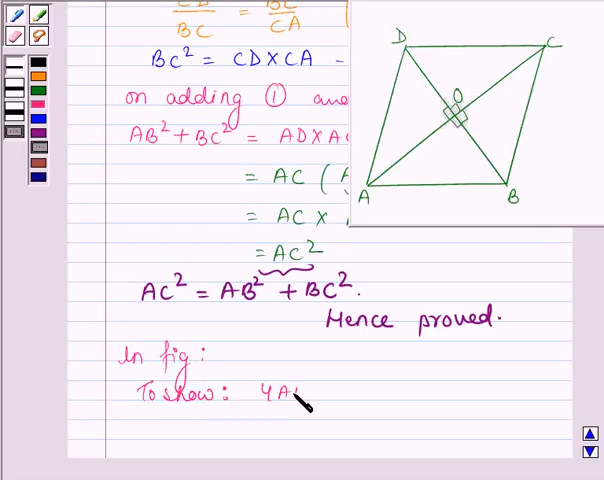 CD/BC = BC/CA (
BC² = CD × CA -
on adding ① and
AB² + BC² = AD × AC
= AC (A
= AC ×
= AC²
AC² = AB² + BC².
Hence proved.
In fig:
To show: 4A
D
C
O
A
B